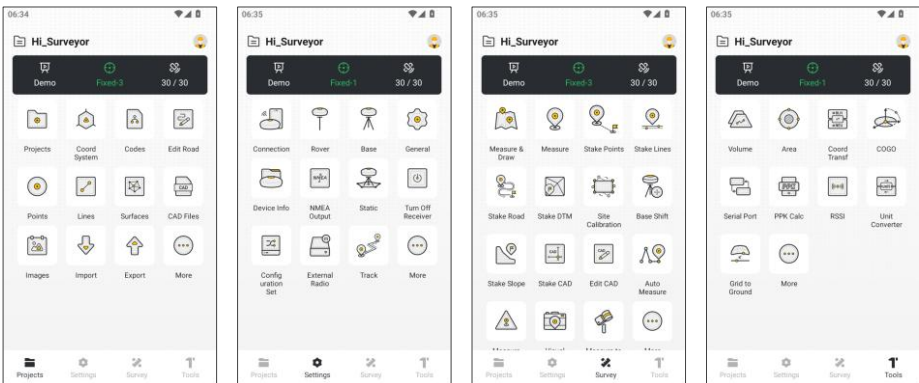 06:34
Hi_Surveyor
Demo
Fixed-3
30 / 30
Projects
Coord
System
Codes
Edit Road
Points
Lines
Surfaces
CAD
CAD Files
Images
Import
Export
More
Projects
Settings
Survey
Tools
06:35
Hi_Surveyor
Demo
Fixed-1
30 / 30
Connection
Rover
Base
General
NMEA
Device Info
NMEA
Output
Static
Turn Off
Receiver
Config
uration
Set
External
Radio
Track
More
Projects
Settings
Survey
Tools
06:35
Hi_Surveyor
Demo
Fixed-3
30 / 30
Measure &
Draw
Measure
Stake Points
Stake Lines
Stake Road
Stake DTM
Site
Calibration
Base Shift
CAD
CAD
Stake Slope
Stake CAD
Edit CAD
Auto
Measure
Projects
Settings
Survey
Tools
06:35
Hi_Surveyor
Demo
Fixed-1
30 / 30
Volume
Area
Coord
Transf
COGO
PPK
Serial Port
PPK Calc
RSSI
Unit
Converter
Grid to
Ground
More
Projects
Settings
Survey
Tools